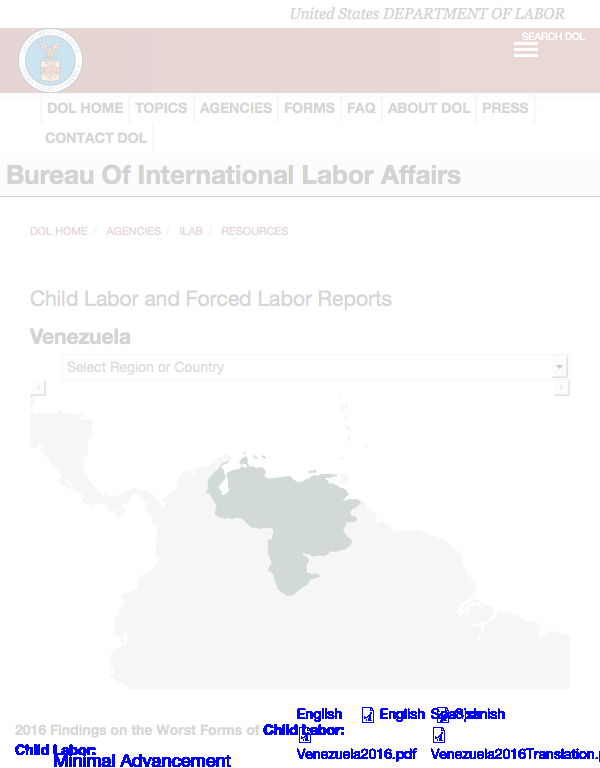 United States DEPARTMENT OF LABOR
SEARCH DOL
DOL HOME TOPICS AGENCIES FORMS FAQ ABOUT DOL PRESS
CONTACT DOL
Bureau Of International Labor Affairs
DOL HOME / AGENCIES / ILAB / RESOURCES
Child Labor and Forced Labor Reports
Venezuela
Select Region or Country
English English Spanish
2016 Findings on the Worst Forms of Child Labor:
Child Labor:
Venezuela2016.pdf Venezuela2016Translation.p
Minimal Advancement